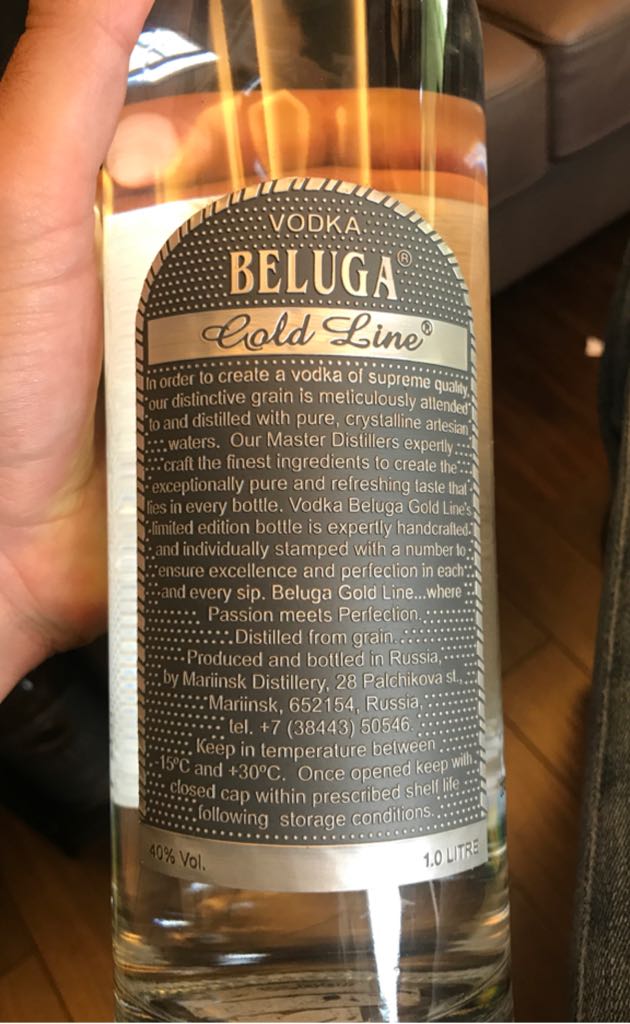 VODKA
BELUGA®
Gold Line®
In order to create a vodka of supreme quality,
our distinctive grain is meticulously attended
to and distilled with pure, crystalline artesian
waters. Our Master Distillers expertly
craft the finest ingredients to create the
exceptionally pure and refreshing taste that
lies in every bottle. Vodka Beluga Gold Line's
limited edition bottle is expertly handcrafted
and individually stamped with a number to
ensure excellence and perfection in each
and every sip. Beluga Gold Line...where
Passion meets Perfection.
Distilled from grain.
Produced and bottled in Russia,
by Mariinsk Distillery, 28 Palchikova st.,
Mariinsk, 652154, Russia,
tel. +7 (38443) 50546.
Keep in temperature between
-15ºC and +30ºC. Once opened keep with
closed cap within prescribed shelf life
following storage conditions.
40% Vol.
1.0 LITRE